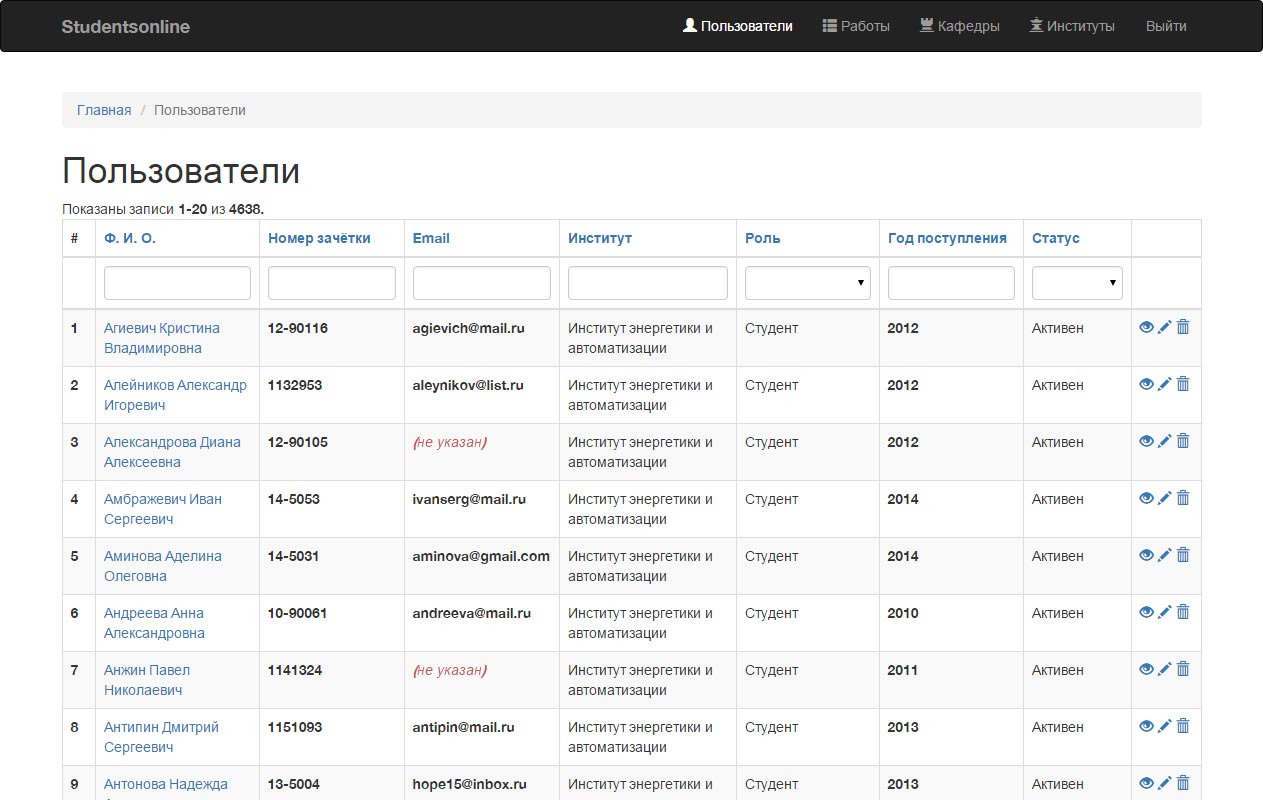 Studentsonline Пользователи Работы Кафедры Институты Выйти
Главная / Пользователи
Пользователи
Показаны записи 1-20 из 4638.
# Ф. И. О. Номер зачётки Email Институт Роль Год поступления Статус
1 Агиевич Кристина 12-90116 agievich@mail.ru Институт энергетики и Студент 2012 Активен
Владимировна автоматизации
2 Алейников Александр 1132953 aleynikov@list.ru Институт энергетики и Студент 2012 Активен
Игоревич автоматизации
3 Александрова Диана 12-90105 (не указан) Институт энергетики и Студент 2012 Активен
Алексеевна автоматизации
4 Амбражевич Иван 14-5053 ivanserg@mail.ru Институт энергетики и Студент 2014 Активен
Сергеевич автоматизации
5 Аминова Аделина 14-5031 aminova@gmail.com Институт энергетики и Студент 2014 Активен
Олеговна автоматизации
6 Андреева Анна 10-90061 andreeva@mail.ru Институт энергетики и Студент 2010 Активен
Александровна автоматизации
7 Анжин Павел 1141324 (не указан) Институт энергетики и Студент 2011 Активен
Николаевич автоматизации
8 Антипин Дмитрий 1151093 antipin@mail.ru Институт энергетики и Студент 2013 Активен
Сергеевич автоматизации
9 Антонова Надежда 13-5004 hope15@inbox.ru Институт энергетики и Студент 2013 Активен